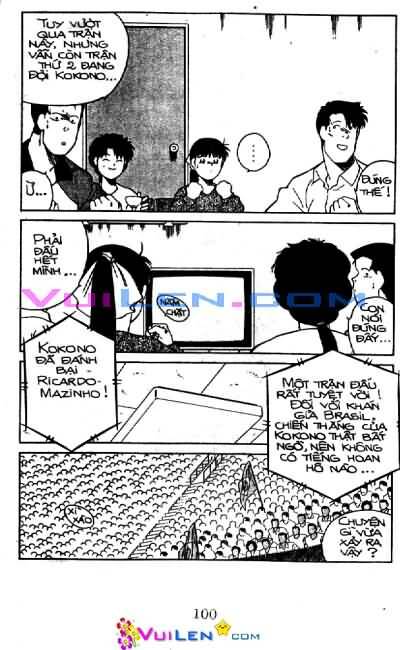 TUY VƯỢT
QUA TRẬN
NÀY, NHƯNG
VẪN CÒN TRẬN
THỨ 2 ĐANG
ĐỢI KOKONO...
....
ĐÚNG
THẾ!
Ừ...
PHẢI
ĐẤU
HẾT
MÌNH...
NẮM
CHẶT
CON
NÓI
ĐÚNG
ĐẤY...
VUILEN.COM
KOKONO
ĐÃ ĐÁNH
BẠI -
RICARDO-
MAZINHO!
MỘT TRẬN ĐẤU
RẤT TUYỆT VỜI!
ĐỐI VỚI KHÁN
GIẢ BRASIL,
CHIẾN THẮNG CỦA
KOKONO THẬT BẤT
NGỜ, NÊN KHÔNG
CÓ TIẾNG HOAN
HÔ NÀO...
XÌ
XÀO
CHUYỆN
GÌ VỪA
XẢY RA
VẬY?
100
VUILEN.COM